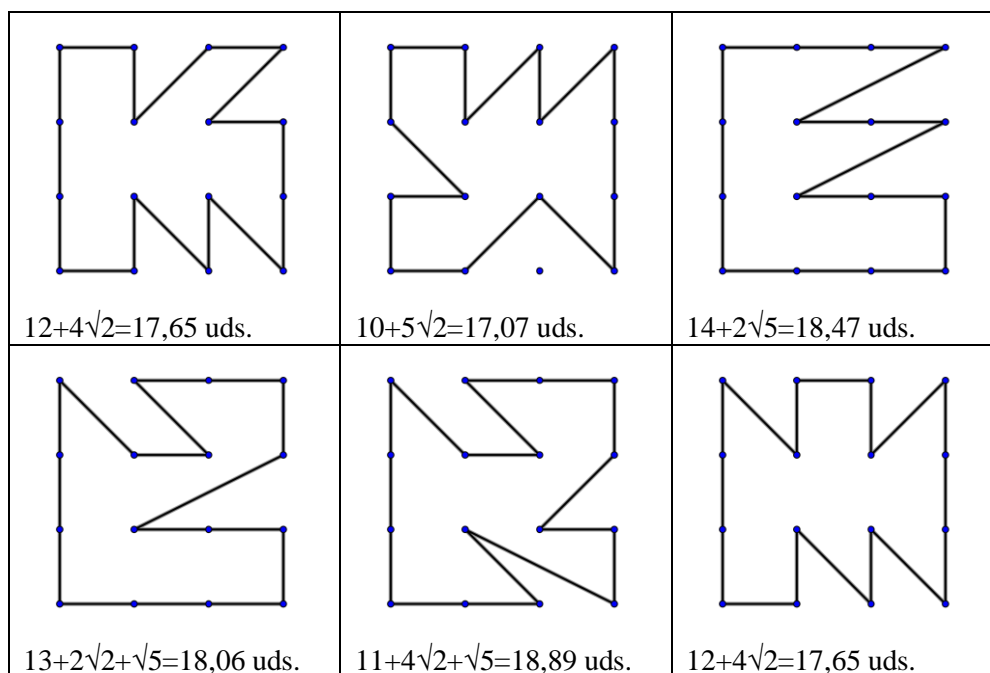 12+4√2=17,65 uds.
10+5√2=17,07 uds.
14+2√5=18,47 uds.
13+2√2+√5=18,06 uds.
11+4√2+√5=18,89 uds.
12+4√2=17,65 uds.